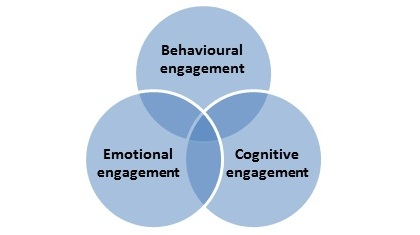 Behavioural
engagement
Emotional
engagement
Cognitive
engagement